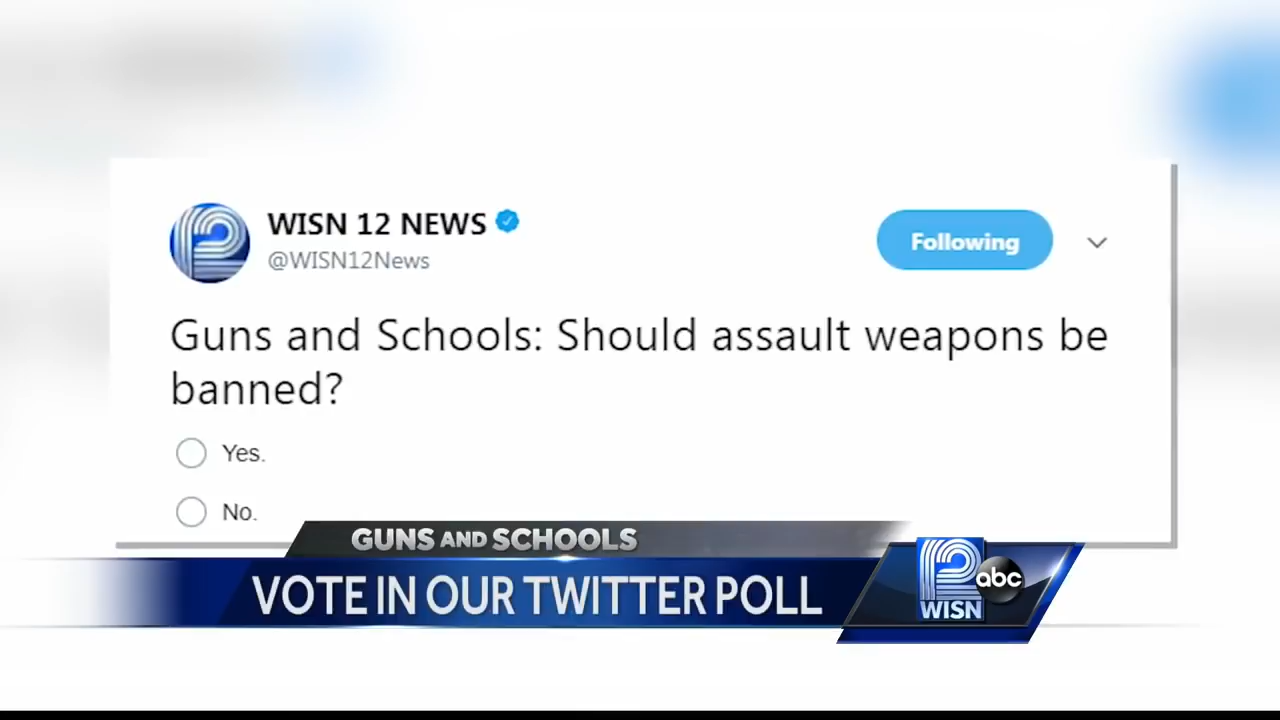 WISN 12 NEWS
@WISN12News
Following
Guns and Schools: Should assault weapons be
banned?
Yes.
No.
GUNS AND SCHOOLS
VOTE IN OUR TWITTER POLL
12
abc
WISN